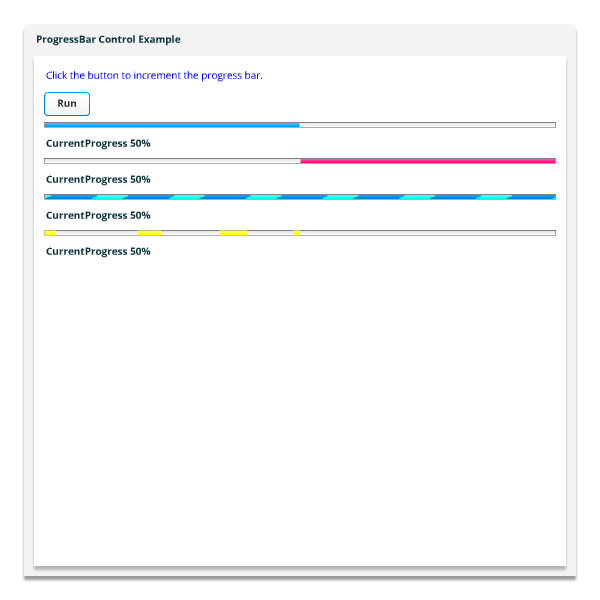 ProgressBar Control Example
Click the button to increment the progress bar.
Run
CurrentProgress 50%
CurrentProgress 50%
CurrentProgress 50%
CurrentProgress 50%